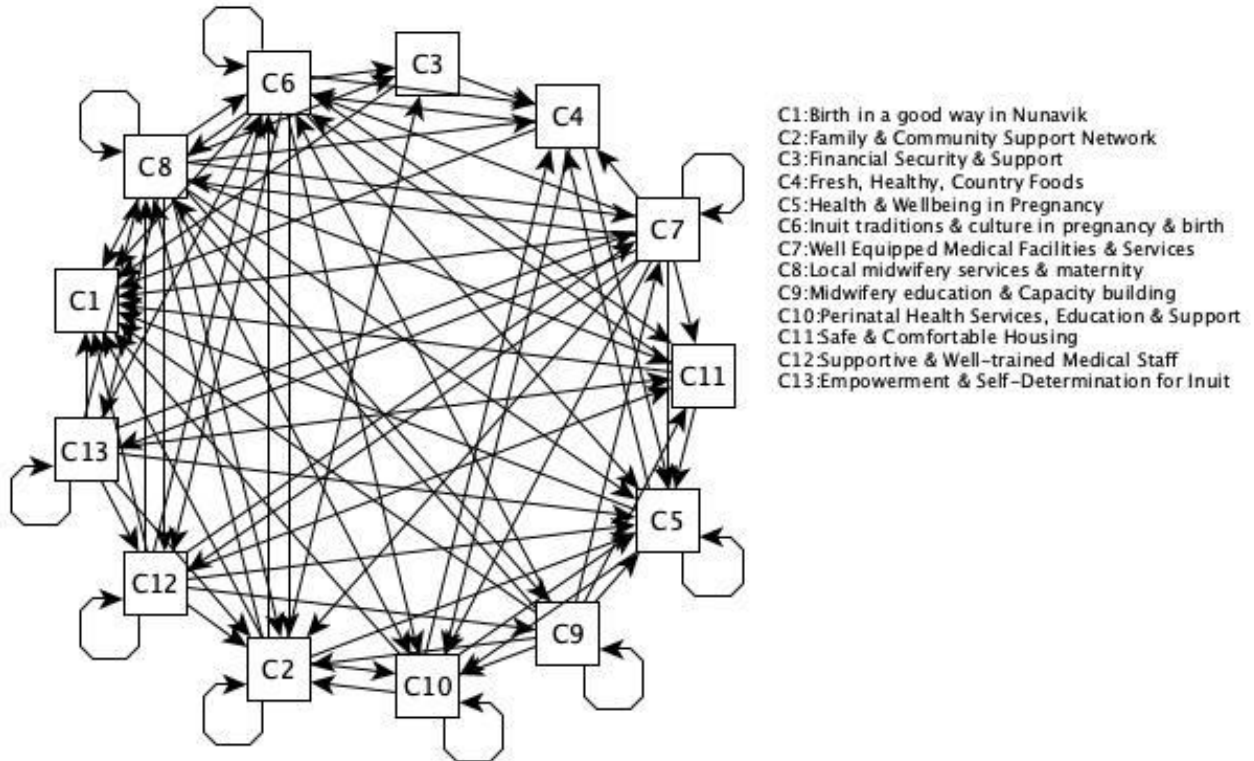 C3
C6
C4
C8
C7
C1
C11
C13
C5
C12
C9
C2
C10
C1:Birth in a good way in Nunavik
C2:Family & Community Support Network
C3:Financial Security & Support
C4:Fresh, Healthy, Country Foods
C5:Health & Wellbeing in Pregnancy
C6:Inuit traditions & culture in pregnancy & birth
C7:Well Equipped Medical Facilities & Services
C8:Local midwifery services & maternity
C9:Midwifery education & Capacity building
C10:Perinatal Health Services, Education & Support
C11:Safe & Comfortable Housing
C12:Supportive & Well-trained Medical Staff
C13:Empowerment & Self-Determination for Inuit